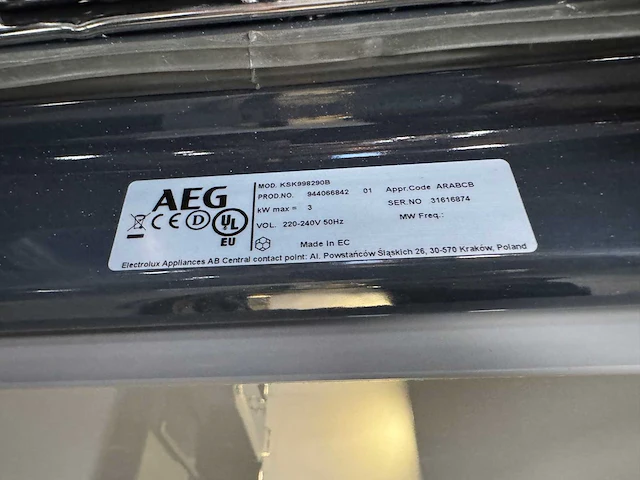 AEG
MOD. KSK998290B
PROD.NO. 944066842 01 Appr.Code ARABCB
kW max = 3 SER.NO 31616874
VOL. 220-240V 50Hz MW Freq.:
CE D UL
EU
Made in EC
Electrolux Appliances AB Central contact point: Al. Powstańców Śląskich 26, 30-570 Kraków, Poland